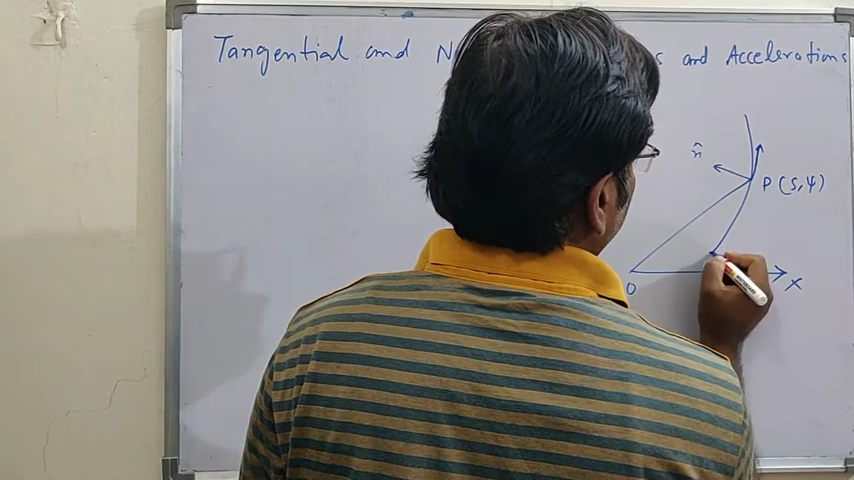 Tangential and N s and Accelerations
n̂
P (S, ψ)
O
X